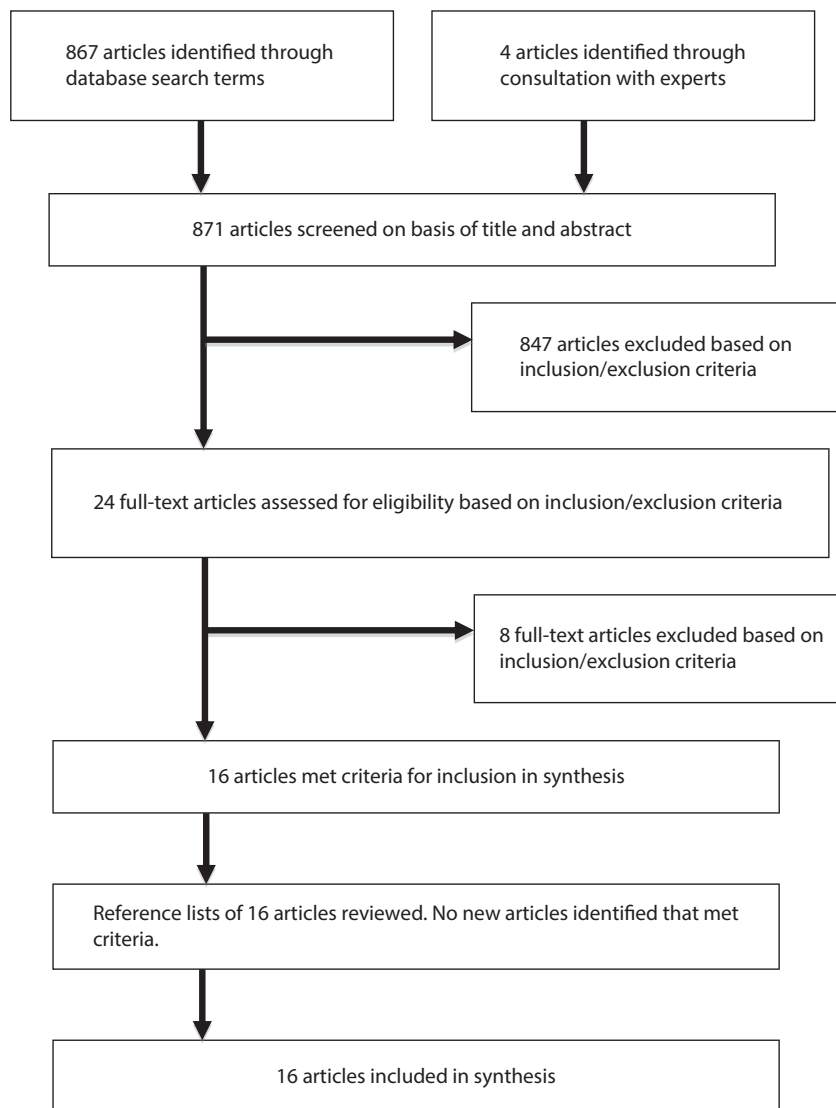 867 articles identified through
database search terms
4 articles identified through
consultation with experts
871 articles screened on basis of title and abstract
847 articles excluded based on
inclusion/exclusion criteria
24 full-text articles assessed for eligibility based on inclusion/exclusion criteria
8 full-text articles excluded based on
inclusion/exclusion criteria
16 articles met criteria for inclusion in synthesis
Reference lists of 16 articles reviewed. No new articles identified that met
criteria.
16 articles included in synthesis